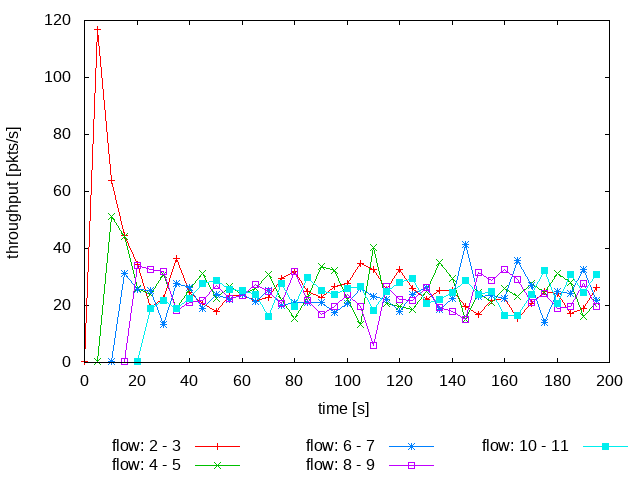 throughput [pkts/s]
120
100
80
60
40
20
0
0 20 40 60 80 100 120 140 160 180 200
time [s]
flow: 2 - 3 flow: 6 - 7 flow: 10 - 11
flow: 4 - 5 flow: 8 - 9